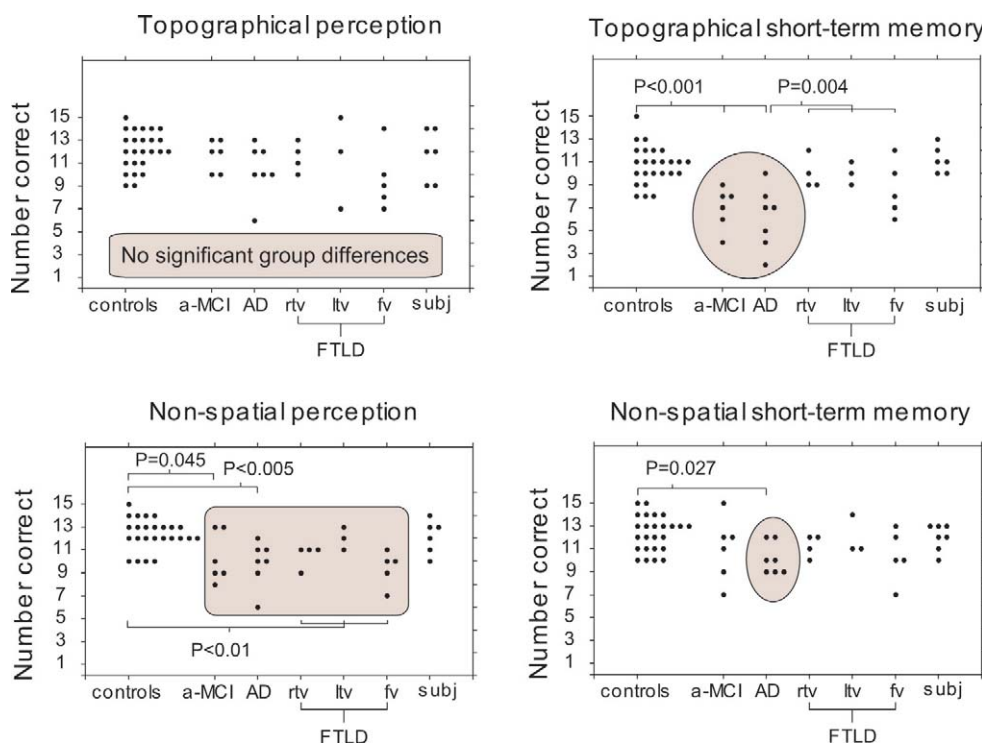 Topographical perception
Number correct
15
13
11
9
7
5
3
1
No significant group differences
controls a-MCI AD rtv ltv fv subj
FTLD
Topographical short-term memory
P<0.001 P=0.004
Number correct
15
13
11
9
7
5
3
1
controls a-MCI AD rtv ltv fv subj
FTLD
Non-spatial perception
P=0.045
P<0.005
Number correct
15
13
11
9
7
5
3
1
P<0.01
controls a-MCI AD rtv ltv fv subj
FTLD
Non-spatial short-term memory
P=0.027
Number correct
15
13
11
9
7
5
3
1
controls a-MCI AD rtv ltv fv subj
FTLD